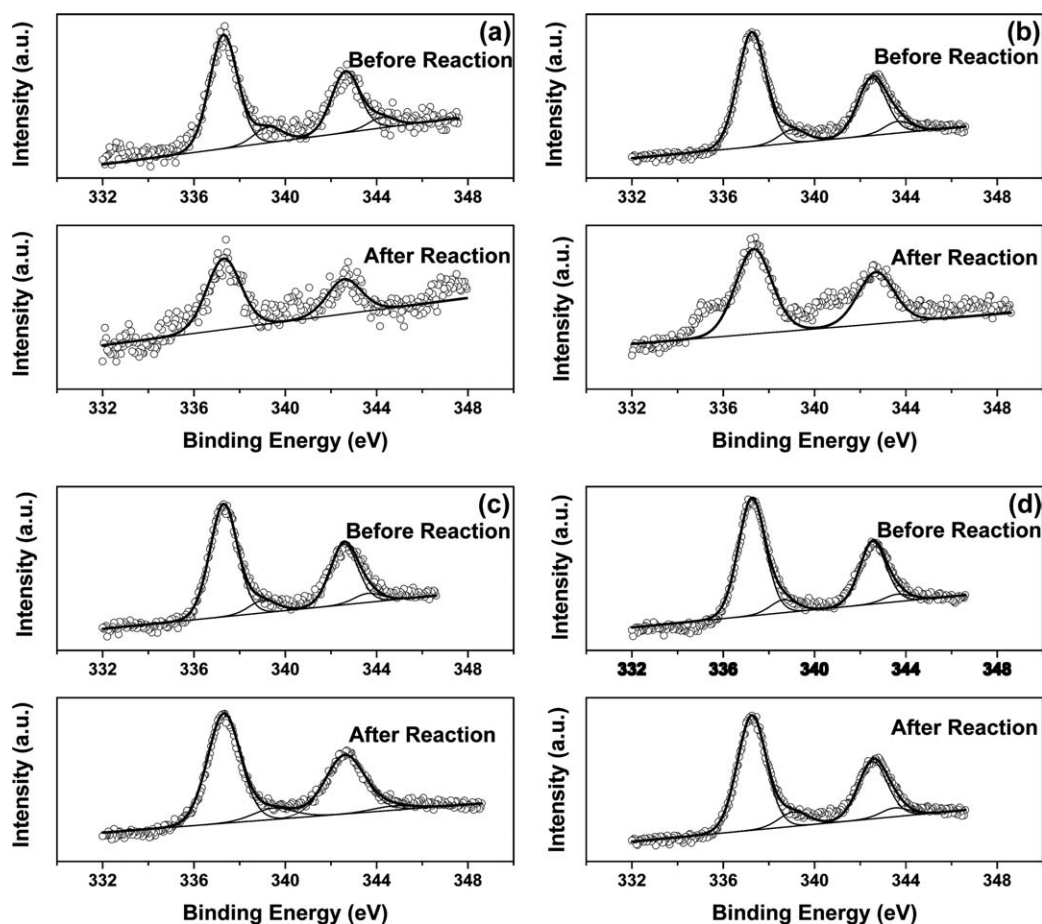 (a)
Before Reaction
Intensity (a.u.)
332 336 340 344 348
After Reaction
Intensity (a.u.)
332 336 340 344 348
Binding Energy (eV)
(b)
Before Reaction
Intensity (a.u.)
332 336 340 344 348
After Reaction
Intensity (a.u.)
332 336 340 344 348
Binding Energy (eV)
(c)
Before Reaction
Intensity (a.u.)
332 336 340 344 348
After Reaction
Intensity (a.u.)
332 336 340 344 348
Binding Energy (eV)
(d)
Before Reaction
Intensity (a.u.)
332 336 340 344 348
After Reaction
Intensity (a.u.)
332 336 340 344 348
Binding Energy (eV)